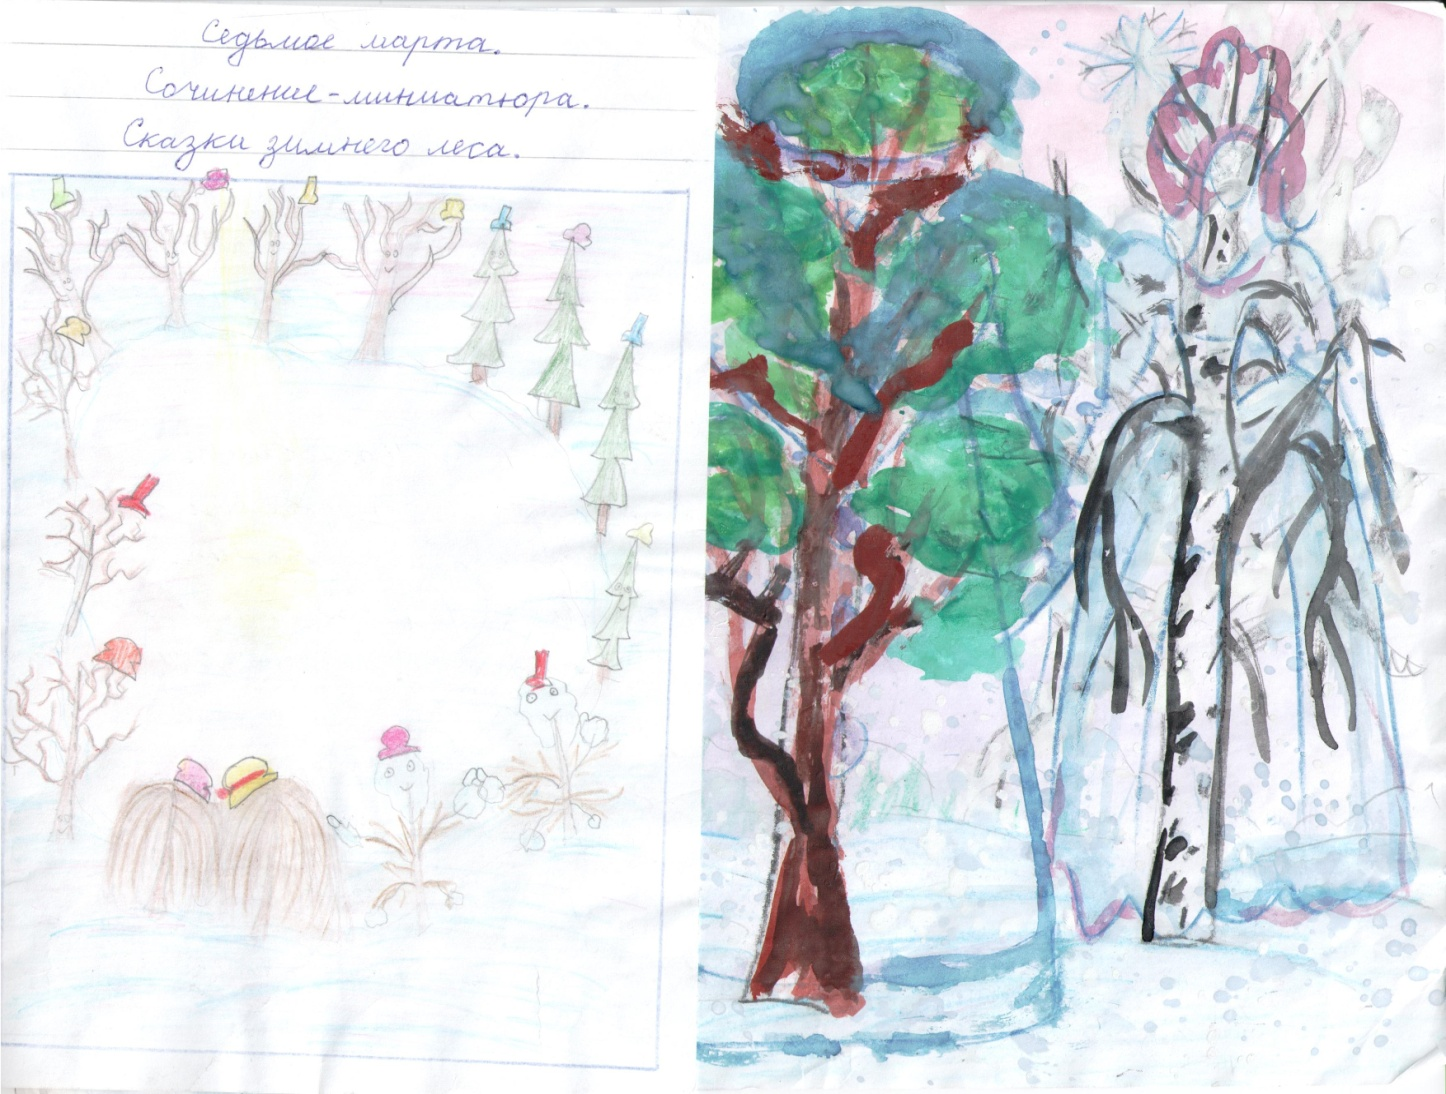 Седьмое марта.
Сочинение-миниатюра.
Сказки зимнего леса.